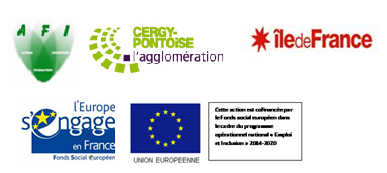 A F I
CERGY-
PONTOISE
l'agglomération
îledeFrance
l'Europe
s'engage
en France
Fonds Social Européen
UNION EUROPEENNE
Cette action est cofinancée par
le Fonds social européen dans
le cadre du programme
opérationnel national « Emploi
et Inclusion » 2014-2020